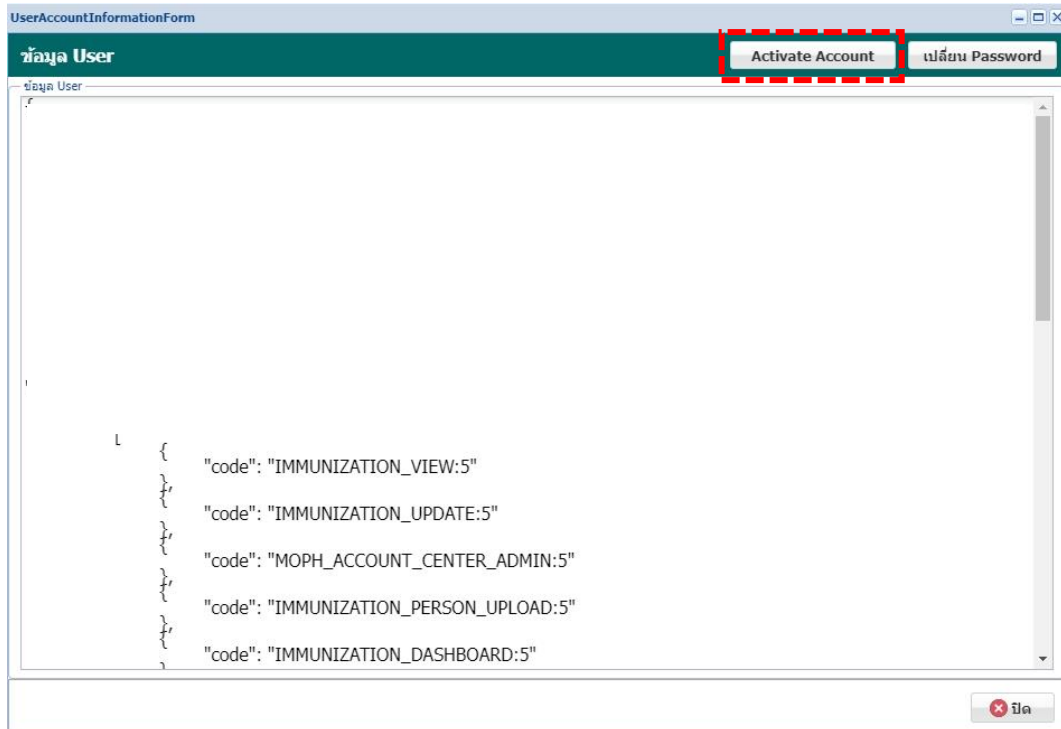 UserAccountInformationForm
ข้อมูล User
Activate Account
เปลี่ยน Password
ข้อมูล User
{
"code": "IMMUNIZATION_VIEW:5"
},
{
"code": "IMMUNIZATION_UPDATE:5"
},
{
"code": "MOPH_ACCOUNT_CENTER_ADMIN:5"
},
{
"code": "IMMUNIZATION_PERSON_UPLOAD:5"
},
{
"code": "IMMUNIZATION_DASHBOARD:5"
ปิด